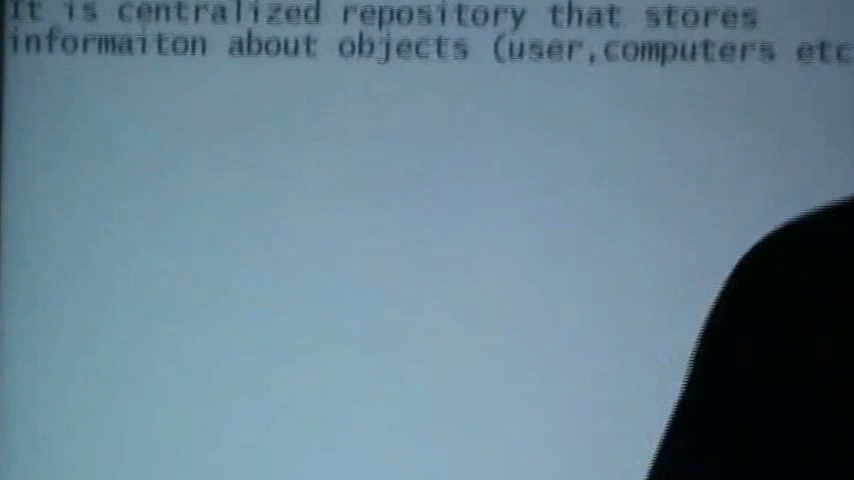 It is centralized repository that stores
informaiton about objects (user,computers etc